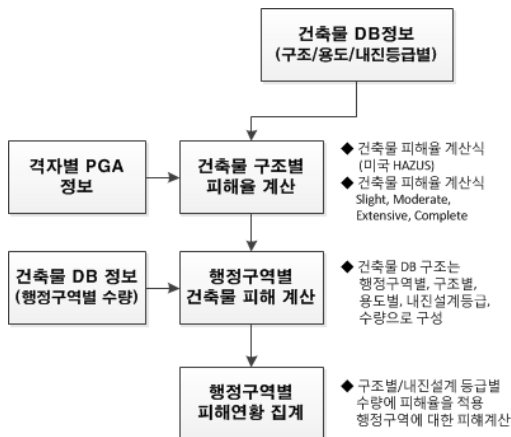 건축물 DB정보
(구조/용도/내진등급별)
격자별 PGA
정보
건축물 구조별
피해율 계산
◆ 건축물 피해율 계산식
(미국 HAZUS)
◆ 건축물 피해율 계산식
Slight, Moderate,
Extensive, Complete
건축물 DB 정보
(행정구역별 수량)
행정구역별
건축물 피해 계산
◆ 건축물 DB 구조는
행정구역별, 구조별,
용도별, 내진설계등급,
수량으로 구성
행정구역별
피해연황 집계
◆ 구조별/내진설계 등급별
수량에 피해율을 적용
행정구역에 대한 피해계산